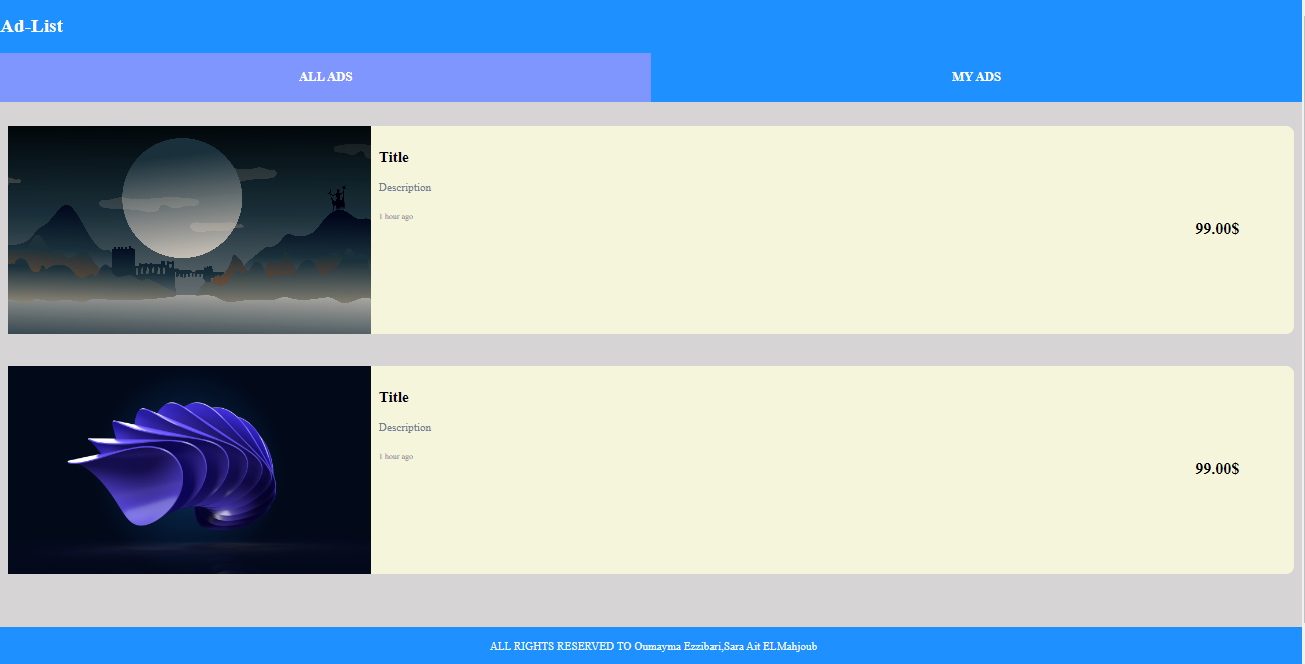 Ad-List
ALL ADS
MY ADS
Title
Description
1 hour ago
99.00$
Title
Description
1 hour ago
99.00$
ALL RIGHTS RESERVED TO Oumayma Ezzibari,Sara Ait ELMahjoub